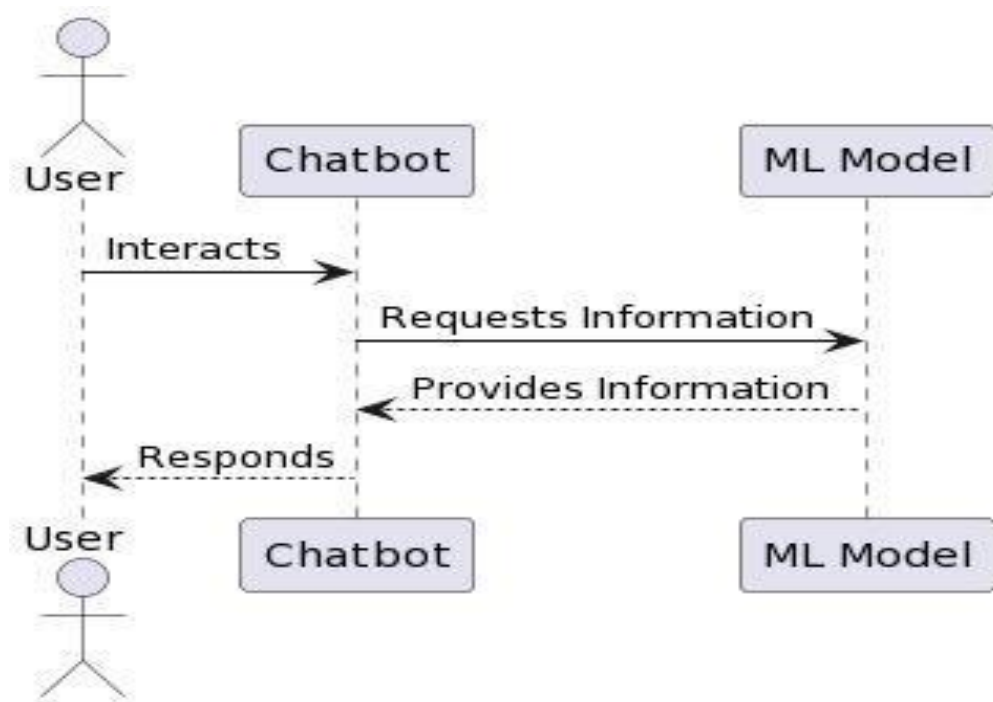 User
Chatbot
ML Model
Interacts
Requests Information
Provides Information
Responds
User
Chatbot
ML Model